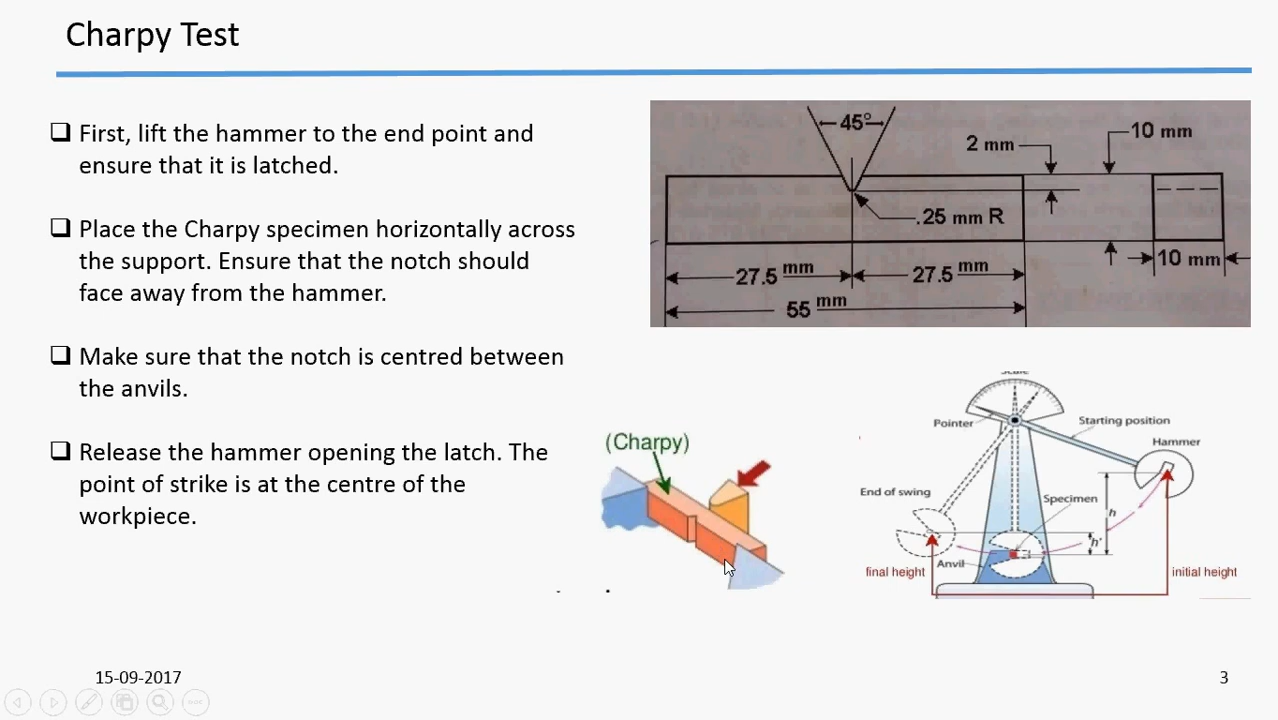 Charpy Test
First, lift the hammer to the end point and
ensure that it is latched.
Place the Charpy specimen horizontally across
the support. Ensure that the notch should
face away from the hammer.
Make sure that the notch is centred between
the anvils.
Release the hammer opening the latch. The
point of strike is at the centre of the
workpiece.
45°
2 mm
10 mm
.25 mm R
27.5 mm
27.5 mm
10 mm
55 mm
(Charpy)
Scale
Pointer
Starting position
Hammer
End of swing
Specimen
h
h'
Anvil
final height
initial height
15-09-2017
3